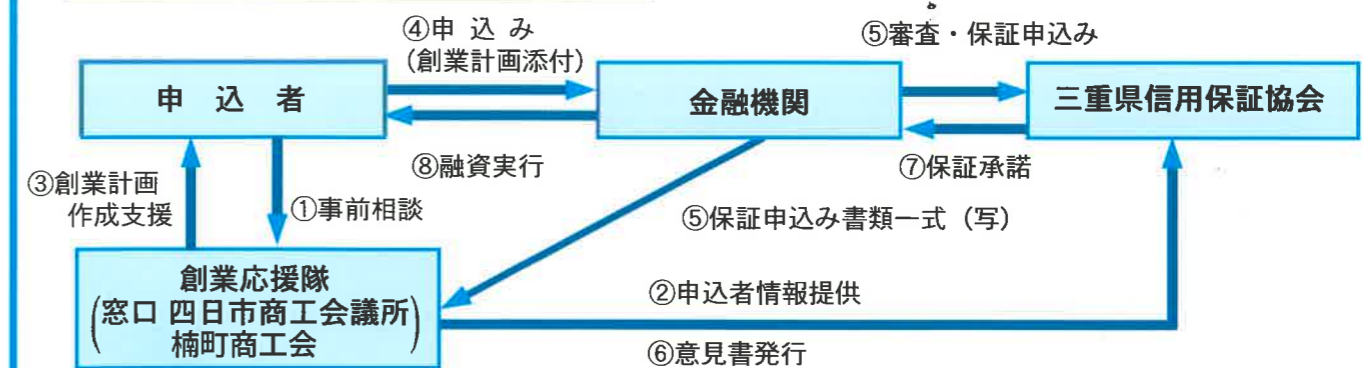 ④申 込 み
(創業計画添付)
⑤審査・保証申込み
申 込 者
金融機関
三重県信用保証協会
③創業計画
作成支援
①事前相談
⑧融資実行
⑦保証承諾
⑤保証申込み書類一式(写)
創業応援隊
(窓口 四日市商工会議所
楠町商工会)
②申込者情報提供
⑥意見書発行